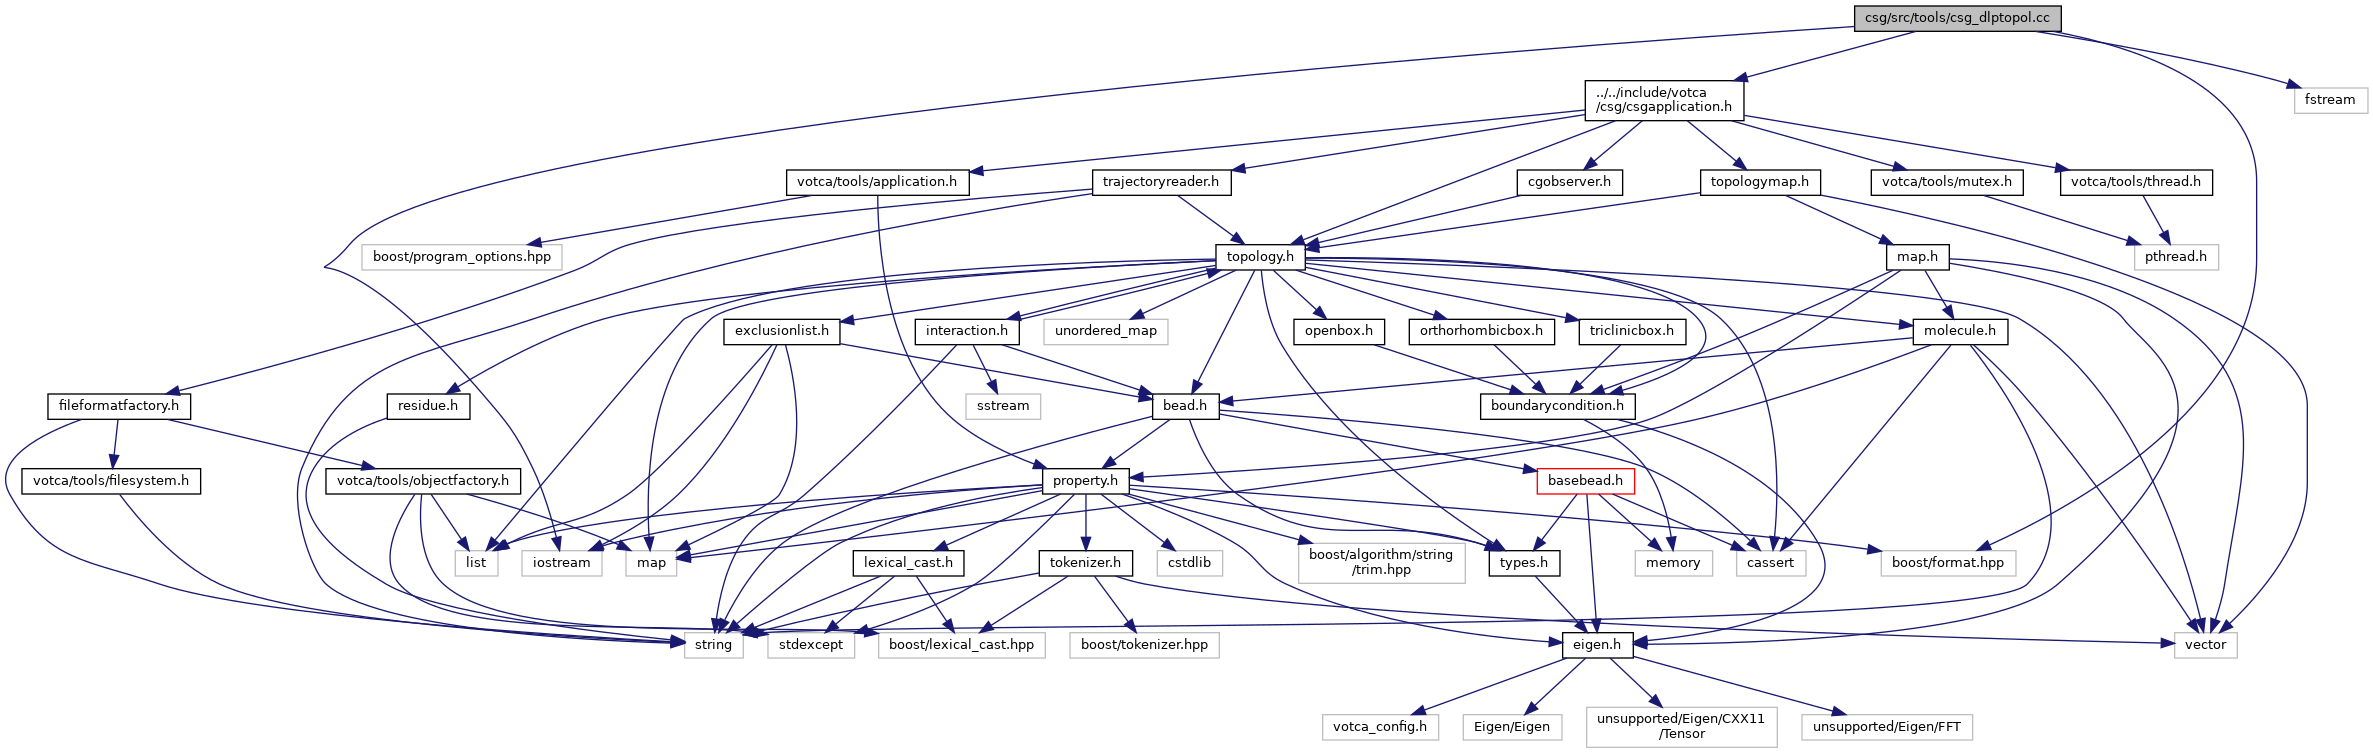 csg/src/tools/csg_dlptopol.cc
../../include/votca
/csg/csgapplication.h
fstream
votca/tools/application.h
trajectoryreader.h
cgobserver.h
topologymap.h
votca/tools/mutex.h
votca/tools/thread.h
boost/program_options.hpp
topology.h
map.h
pthread.h
exclusionlist.h
interaction.h
unordered_map
openbox.h
orthorhombicbox.h
triclinicbox.h
molecule.h
fileformatfactory.h
residue.h
sstream
bead.h
boundarycondition.h
votca/tools/filesystem.h
votca/tools/objectfactory.h
property.h
basebead.h
list
iostream
map
lexical_cast.h
tokenizer.h
cstdlib
boost/algorithm/string
/trim.hpp
types.h
memory
cassert
boost/format.hpp
string
stdexcept
boost/lexical_cast.hpp
boost/tokenizer.hpp
eigen.h
vector
votca_config.h
Eigen/Eigen
unsupported/Eigen/CXX11
/Tensor
unsupported/Eigen/FFT